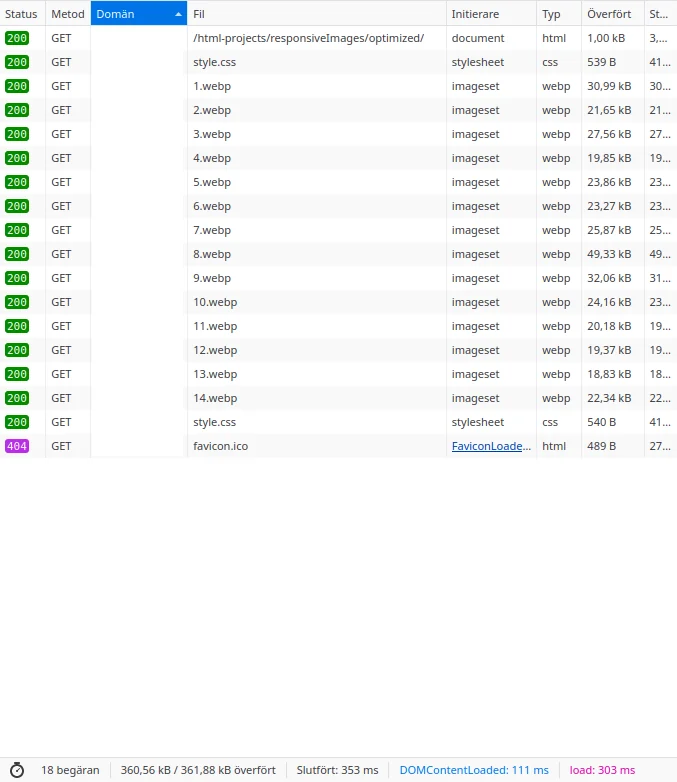 Status Metod Domän Fil Initierare Typ Överfört St...
200 GET /html-projects/responsiveImages/optimized/ document html 1,00 kB 3,...
200 GET style.css stylesheet css 539 B 41...
200 GET 1.webp imageset webp 30,99 kB 30...
200 GET 2.webp imageset webp 21,65 kB 21...
200 GET 3.webp imageset webp 27,56 kB 27...
200 GET 4.webp imageset webp 19,85 kB 19...
200 GET 5.webp imageset webp 23,86 kB 23...
200 GET 6.webp imageset webp 23,27 kB 23...
200 GET 7.webp imageset webp 25,87 kB 25...
200 GET 8.webp imageset webp 49,33 kB 49...
200 GET 9.webp imageset webp 32,06 kB 31...
200 GET 10.webp imageset webp 24,16 kB 23...
200 GET 11.webp imageset webp 20,18 kB 19...
200 GET 12.webp imageset webp 19,37 kB 19...
200 GET 13.webp imageset webp 18,83 kB 18...
200 GET 14.webp imageset webp 22,34 kB 22...
200 GET style.css stylesheet css 540 B 41...
404 GET favicon.ico FaviconLoade... html 489 B 27...
18 begäran 360,56 kB / 361,88 kB överfört Slutfört: 353 ms DOMContentLoaded: 111 ms load: 303 ms